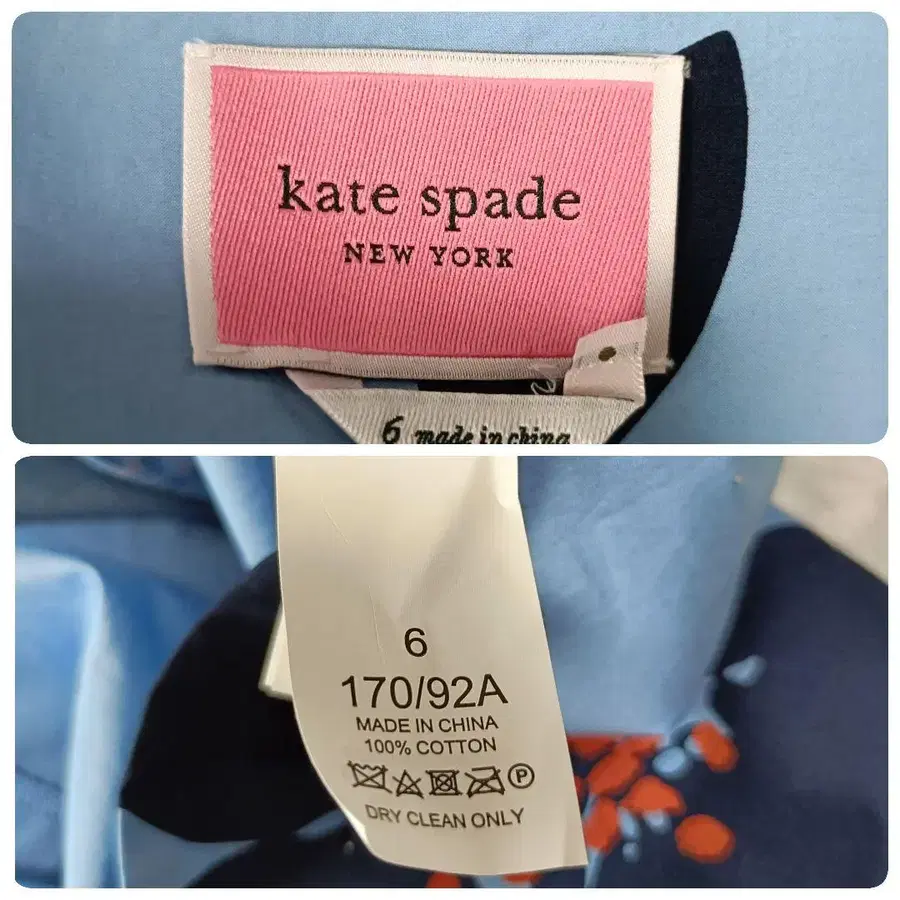 kate spade
NEW YORK
6 made in china
6
170/92A
MADE IN CHINA
100% COTTON
P
DRY CLEAN ONLY